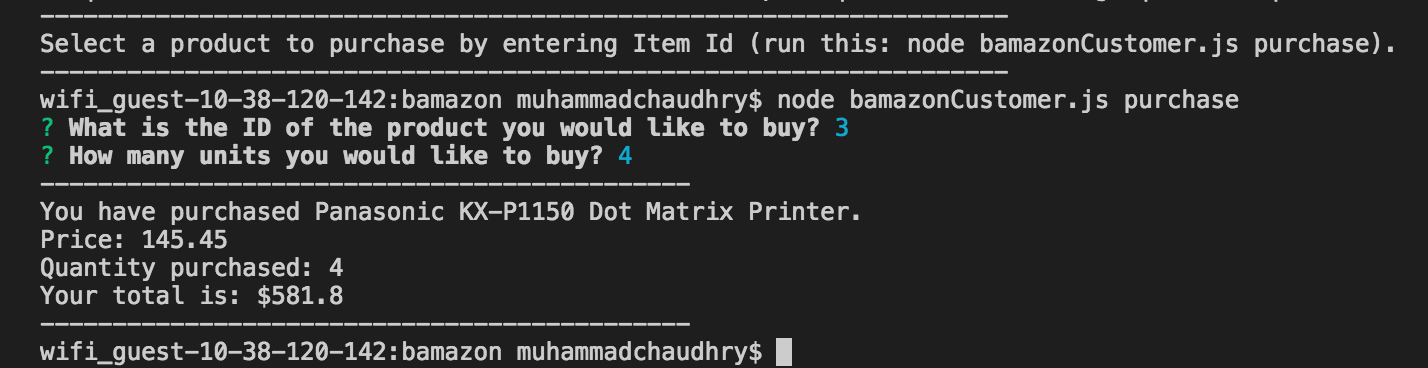 Select a product to purchase by entering Item Id (run this: node bamazonCustomer.js purchase).
wifi_guest-10-38-120-142:bamazon muhammadchaudhry$ node bamazonCustomer.js purchase
? What is the ID of the product you would like to buy? 3
? How many units you would like to buy? 4
You have purchased Panasonic KX-P1150 Dot Matrix Printer.
Price: 145.45
Quantity purchased: 4
Your total is: $581.8
wifi_guest-10-38-120-142:bamazon muhammadchaudhry$